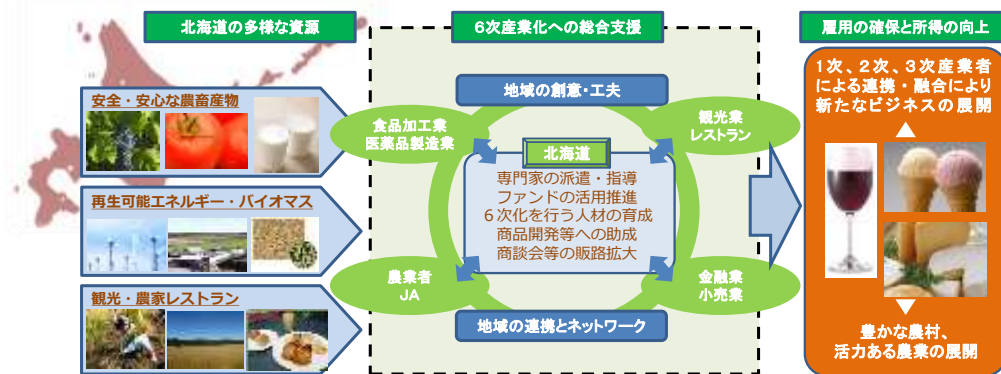 北海道の多様な資源
6次産業化への総合支援
雇用の確保と所得の向上
安全・安心な農畜産物
再生可能エネルギー・バイオマス
観光・農家レストラン
地域の創意・工夫
食品加工業
医薬品製造業
観光業
レストラン
北海道
専門家の派遣・指導
ファンドの活用推進
6次化を行う人材の育成
商品開発等への助成
商談会等の販路拡大
農業者
JA
金融業
小売業
地域の連携とネットワーク
1次、2次、3次産業者
による連携・融合により
新たなビジネスの展開
豊かな農村、
活力ある農業の展開